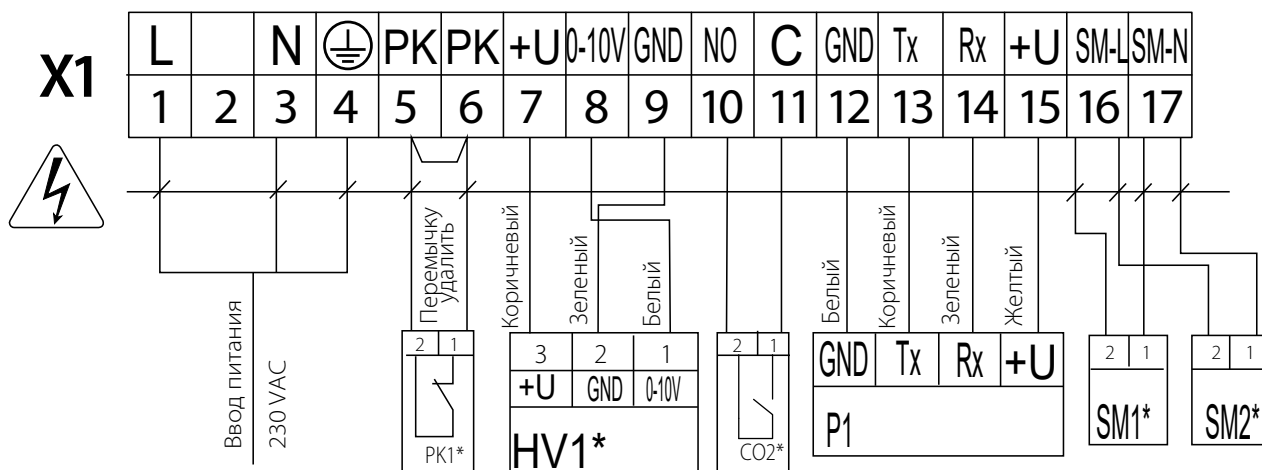 X1
L N PK PK +U 0-10V GND NO C GND Tx Rx +U SM-L SM-N
1 2 3 4 5 6 7 8 9 10 11 12 13 14 15 16 17
Ввод питания
230 VAC
Перемычку
удалить
Коричневый
Зеленый
Белый
Белый
Коричневый
Зеленый
Желтый
2 1
PK1*
3 2 1
+U GND 0-10V
HV1*
2 1
CO2*
GND Tx Rx +U
P1
2 1
SM1*
2 1
SM2*